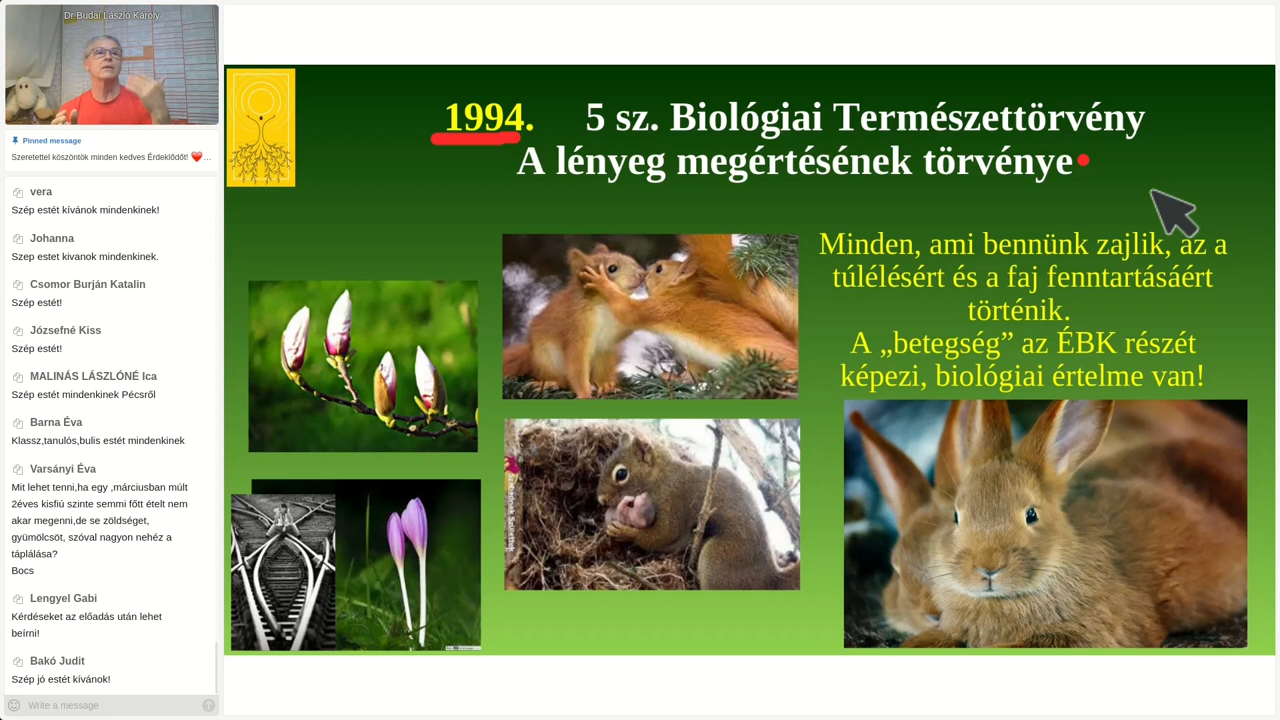 Dr Budai László Károly
Pinned message
Szeretettel köszöntök minden kedves Érdeklődőt! ❤️…
vera
Szép estét kívánok mindenkinek!
Johanna
Szep estet kivanok mindenkinek.
Csomor Burján Katalin
Szép estét!
Józsefné Kiss
Szép estét!
MALINÁS LÁSZLÓNÉ Ica
Szép estét mindenkinek Pécsről
Barna Éva
Klassz,tanulós,bulis estét mindenkinek
Varsányi Éva
Mit lehet tenni,ha egy ,márciusban múlt
2éves kisfiú szinte semmi főtt ételt nem
akar megenni,de se zöldséget,
gyümölcsöt, szóval nagyon nehéz a
táplálása?
Bocs
Lengyel Gabi
Kérdéseket az előadás után lehet
beírni!
Bakó Judit
Szép jó estét kívánok!
Write a message
1994. 5 sz. Biológiai Természettörvény
A lényeg megértésének törvénye
Minden, ami bennünk zajlik, az a
túlélésért és a faj fenntartásáért
történik.
A „betegség” az ÉBK részét
képezi, biológiai értelme van!